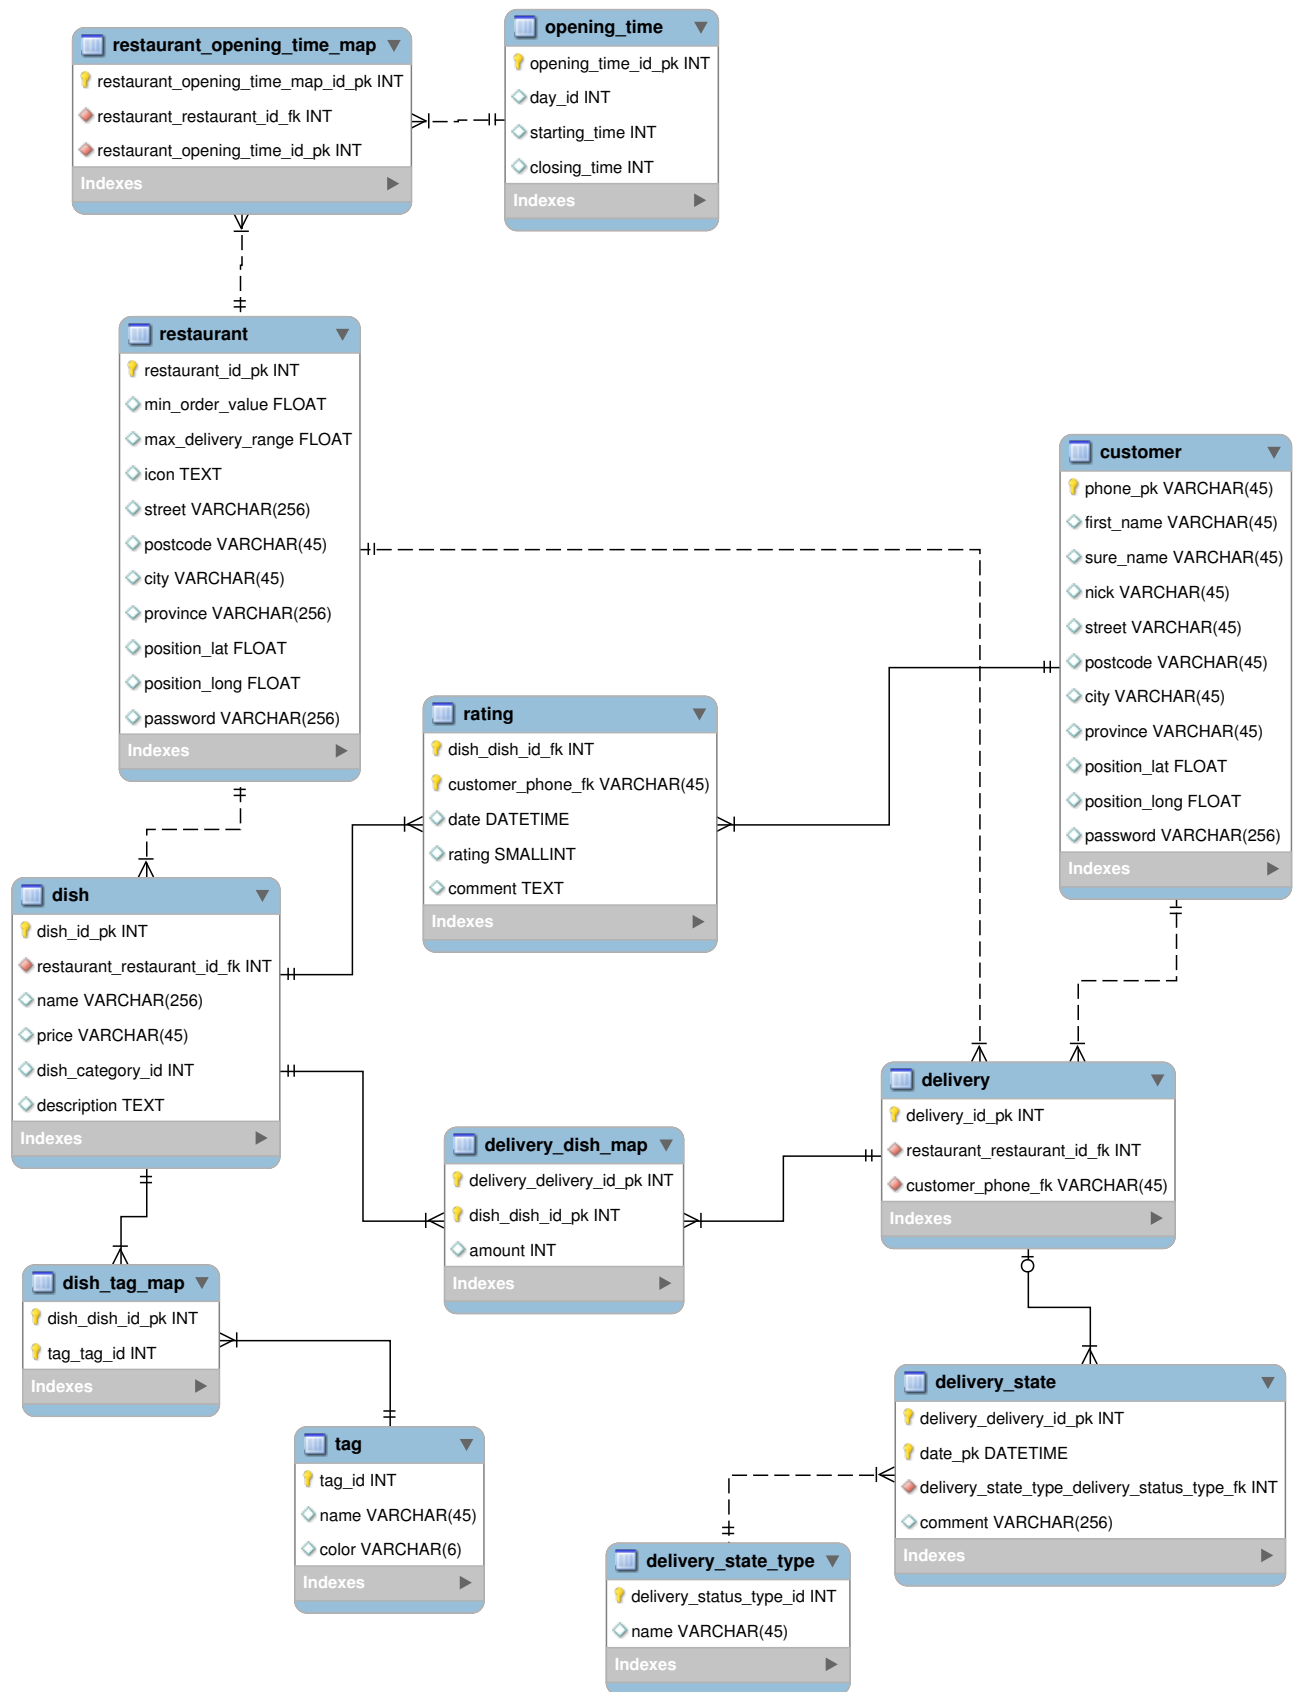 restaurant_opening_time_map
restaurant_opening_time_map_id_pk INT
restaurant_restaurant_id_fk INT
restaurant_opening_time_id_pk INT
Indexes
opening_time
opening_time_id_pk INT
day_id INT
starting_time INT
closing_time INT
Indexes
restaurant
restaurant_id_pk INT
min_order_value FLOAT
max_delivery_range FLOAT
icon TEXT
street VARCHAR(256)
postcode VARCHAR(45)
city VARCHAR(45)
province VARCHAR(256)
position_lat FLOAT
position_long FLOAT
password VARCHAR(256)
Indexes
customer
phone_pk VARCHAR(45)
first_name VARCHAR(45)
sure_name VARCHAR(45)
nick VARCHAR(45)
street VARCHAR(45)
postcode VARCHAR(45)
city VARCHAR(45)
province VARCHAR(45)
position_lat FLOAT
position_long FLOAT
password VARCHAR(256)
Indexes
rating
dish_dish_id_fk INT
customer_phone_fk VARCHAR(45)
date DATETIME
rating SMALLINT
comment TEXT
Indexes
dish
dish_id_pk INT
restaurant_restaurant_id_fk INT
name VARCHAR(256)
price VARCHAR(45)
dish_category_id INT
description TEXT
Indexes
delivery
delivery_id_pk INT
restaurant_restaurant_id_fk INT
customer_phone_fk VARCHAR(45)
Indexes
delivery_dish_map
delivery_delivery_id_pk INT
dish_dish_id_pk INT
amount INT
Indexes
dish_tag_map
dish_dish_id_pk INT
tag_tag_id INT
Indexes
delivery_state
delivery_delivery_id_pk INT
date_pk DATETIME
delivery_state_type_delivery_status_type_fk INT
comment VARCHAR(256)
Indexes
tag
tag_id INT
name VARCHAR(45)
color VARCHAR(6)
Indexes
delivery_state_type
delivery_status_type_id INT
name VARCHAR(45)
Indexes